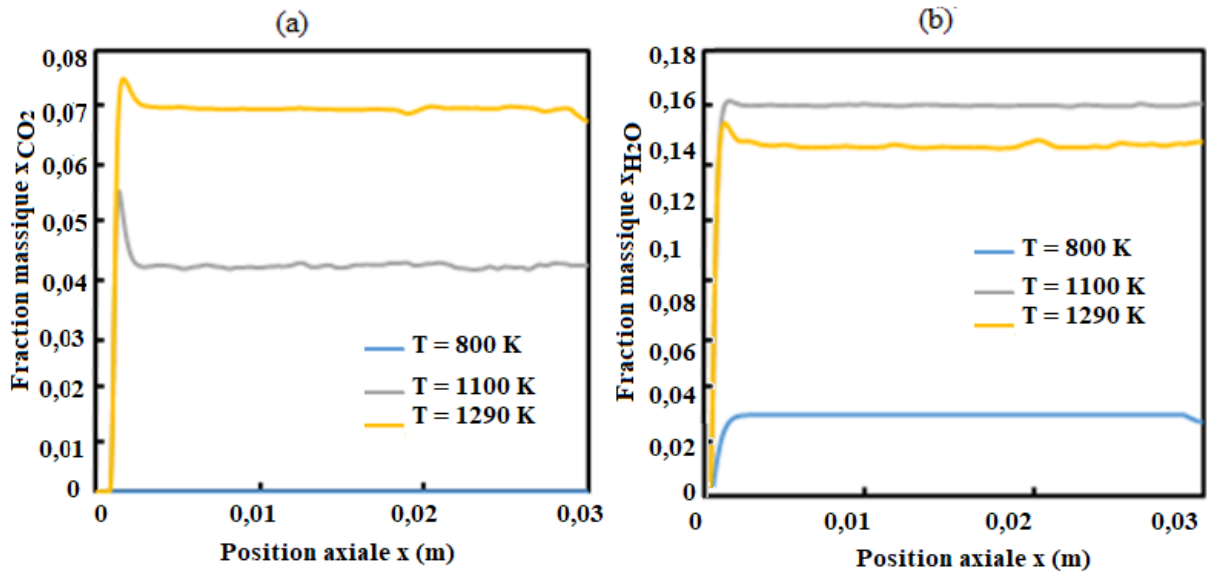 (a)
Fraction massique xCO2
0,08
0,07
0,06
0,05
0,04
0,03
0,02
0,01
0
T = 800 K
T = 1100 K
T = 1290 K
0
0,01
0,02
0,03
Position axiale x (m)
(b)
Fraction massique xH2O
0,18
0,16
0,14
0,12
0,1
0,08
0,06
0,04
0,02
0
T = 800 K
T = 1100 K
T = 1290 K
0
0,01
0,02
0,03
Position axiale x (m)